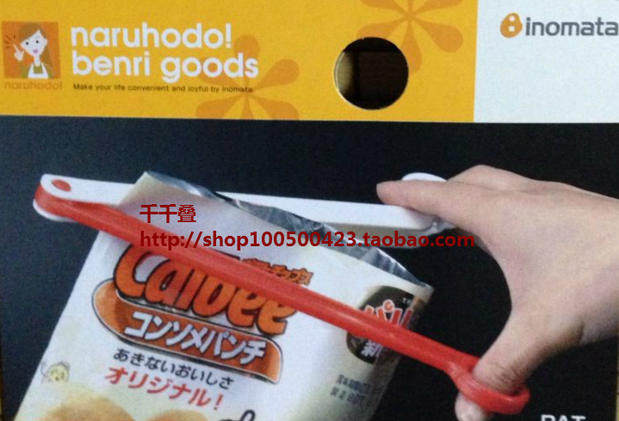 naruhodo!
benri goods
Make your life convenient and joyful by inomata.
naruhodo!
inomata
千千叠
http://shop100500423.taobao.com
Calbee
コンソメパンチ
あきないおいしさ
オリジナル!
PAT